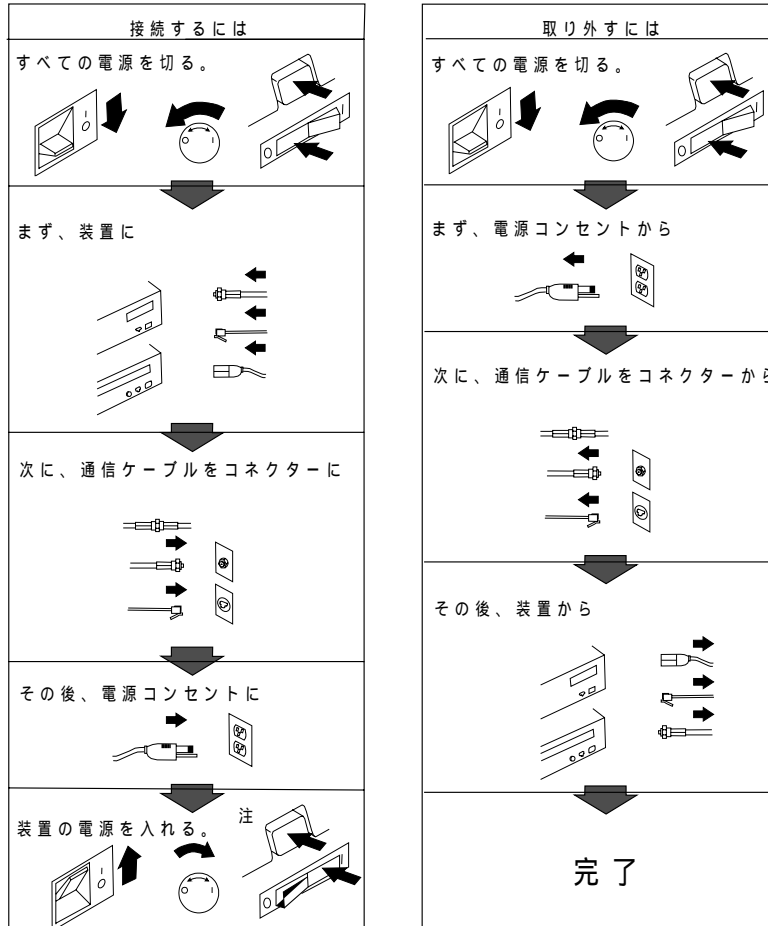 接続するには
すべての電源を切る。
まず、装置に
次に、通信ケーブルをコネクターに
その後、電源コンセントに
装置の電源を入れる。
注
取り外すには
すべての電源を切る。
まず、電源コンセントから
次に、通信ケーブルをコネクターから
その後、装置から
完了